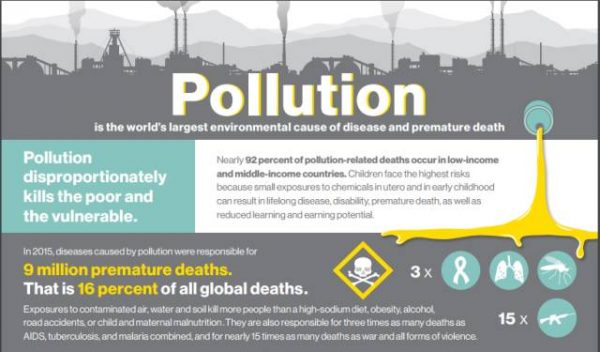 Pollution
is the world's largest environmental cause of disease and premature death
Pollution
disproportionately
kills the poor and
the vulnerable.
Nearly 92 percent of pollution-related deaths occur in low-income
and middle-income countries. Children face the highest risks
because small exposures to chemicals in utero and in early childhood
can result in lifelong disease, disability, premature death, as well as
reduced learning and earning potential.
In 2015, diseases caused by pollution were responsible for
9 million premature deaths.
That is 16 percent of all global deaths.
Exposures to contaminated air, water and soil kill more people than a high-sodium diet, obesity, alcohol,
road accidents, or child and maternal malnutrition. They are also responsible for three times as many deaths as
AIDS, tuberculosis, and malaria combined, and for nearly 15 times as many deaths as war and all forms of violence.
3 x
15 x